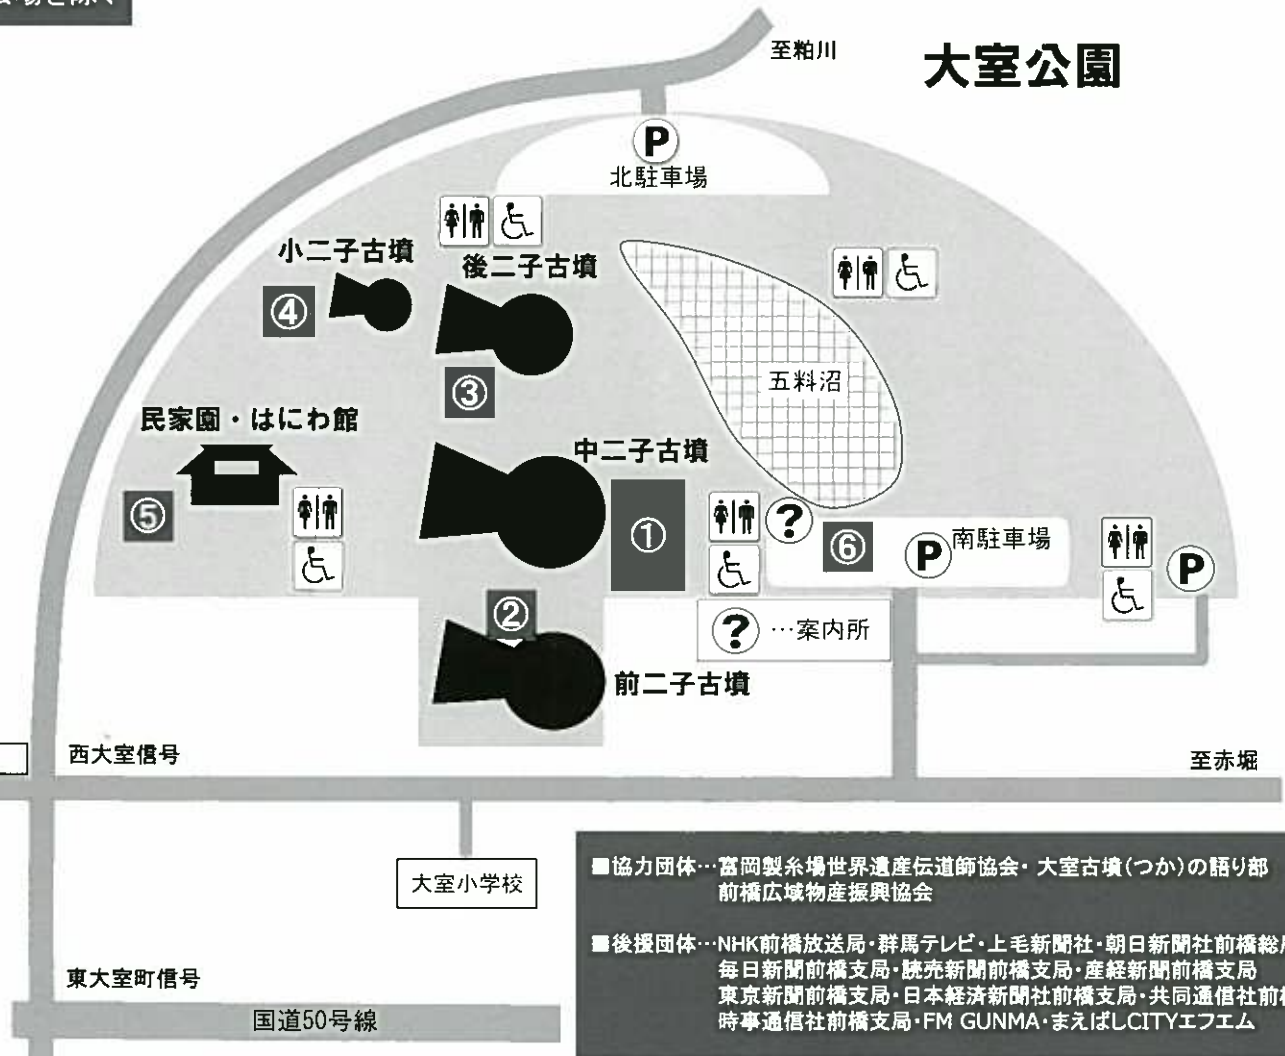 至粕川
大室公園
P
北駐車場
小二子古墳
後二子古墳
④
③
五料沼
民家園・はにわ館
中二子古墳
⑤
①
?
⑥
P
南駐車場
P
②
? …案内所
前二子古墳
西大室信号
至赤堀
大室小学校
■協力団体…富岡製糸場世界遺産伝道師協会・ 大室古墳(つか)の語り部
前橋広域物産振興協会
■後援団体…NHK前橋放送局・群馬テレビ・上毛新聞社・朝日新聞社前橋総
毎日新聞前橋支局・読売新聞前橋支局・産経新聞前橋支局
東京新聞前橋支局・日本経済新聞社前橋支局・共同通信社前
時事通信社前橋支局・FM GUNMA・まえばしCITYエフエム
東大室町信号
国道50号線